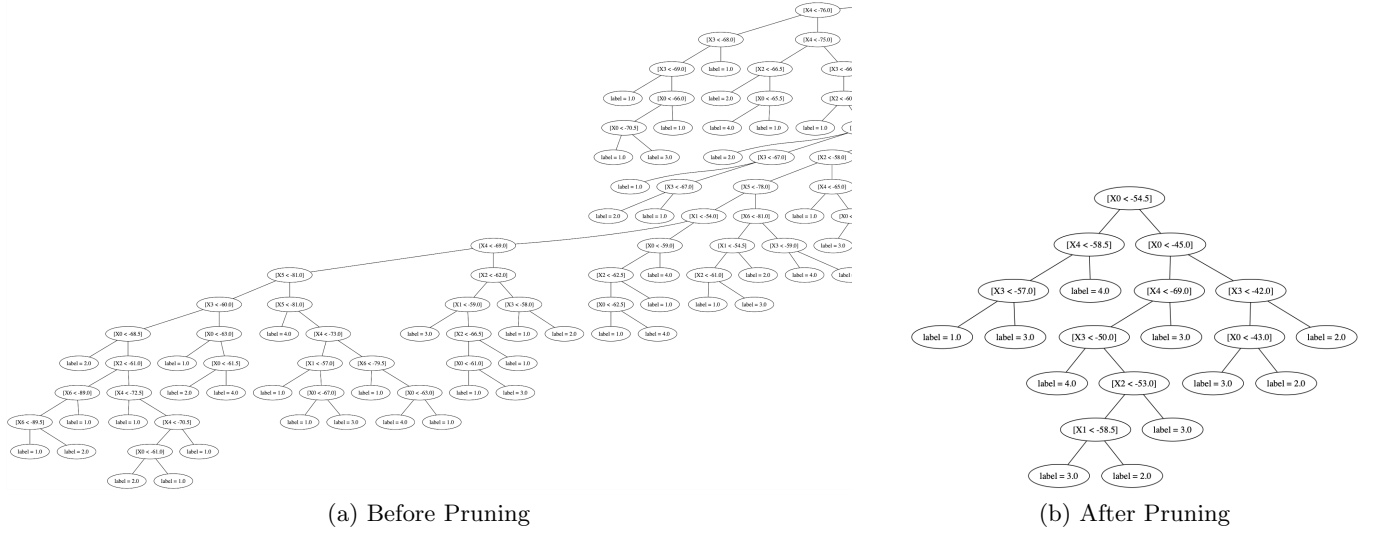 [X4 < -76.0]
[X3 < -68.0] [X4 < -75.0]
[X3 < -69.0] label = 1.0 [X2 < -66.5] [X3 < -66
label = 1.0 [X0 < -66.0] label = 2.0 [X0 < -65.5] [X2 < -60
[X0 < -70.5] label = 1.0 label = 4.0 label = 1.0 label = 1.0
label = 1.0 label = 3.0 label = 2.0 [X3 < -67.0] [X2 < -58.0]
label = 1.0 [X3 < -67.0] [X5 < -78.0] [X4 < -65.0]
label = 2.0 label = 1.0 [X1 < -54.0] [X6 < -81.0] label = 1.0 [X0 <
[X4 < -69.0] [X0 < -59.0] [X1 < -54.5] [X3 < -59.0] label = 3.0
[X5 < -81.0] [X2 < -62.0] [X2 < -62.5] label = 4.0 [X2 < -61.0] label = 2.0 label = 4.0 label =
[X3 < -60.0] [X5 < -81.0] [X1 < -59.0] [X3 < -58.0] [X0 < -62.5] label = 1.0 label = 1.0 label = 3.0
[X0 < -68.5] [X0 < -63.0] label = 4.0 [X4 < -73.0] label = 3.0 [X2 < -66.5] label = 1.0 label = 2.0 label = 1.0 label = 4.0
label = 2.0 [X2 < -61.0] label = 1.0 [X0 < -61.5] [X1 < -57.0] [X6 < -79.5] [X0 < -61.0] label = 1.0
[X6 < -89.0] [X4 < -72.5] label = 2.0 label = 4.0 label = 1.0 [X0 < -67.0] label = 1.0 [X0 < -63.0] label = 1.0 label = 3.0
[X6 < -89.5] label = 1.0 label = 1.0 [X4 < -70.5] label = 1.0 label = 3.0 label = 4.0 label = 1.0
label = 1.0 label = 2.0 [X0 < -61.0] label = 1.0
label = 2.0 label = 1.0
(a) Before Pruning
[X0 < -54.5]
[X4 < -58.5] [X0 < -45.0]
[X3 < -57.0] label = 4.0 [X4 < -69.0] [X3 < -42.0]
label = 1.0 label = 3.0 [X3 < -50.0] label = 3.0 [X0 < -43.0] label = 2.0
label = 4.0 [X2 < -53.0] label = 3.0 label = 2.0
[X1 < -58.5] label = 3.0
label = 3.0 label = 2.0
(b) After Pruning